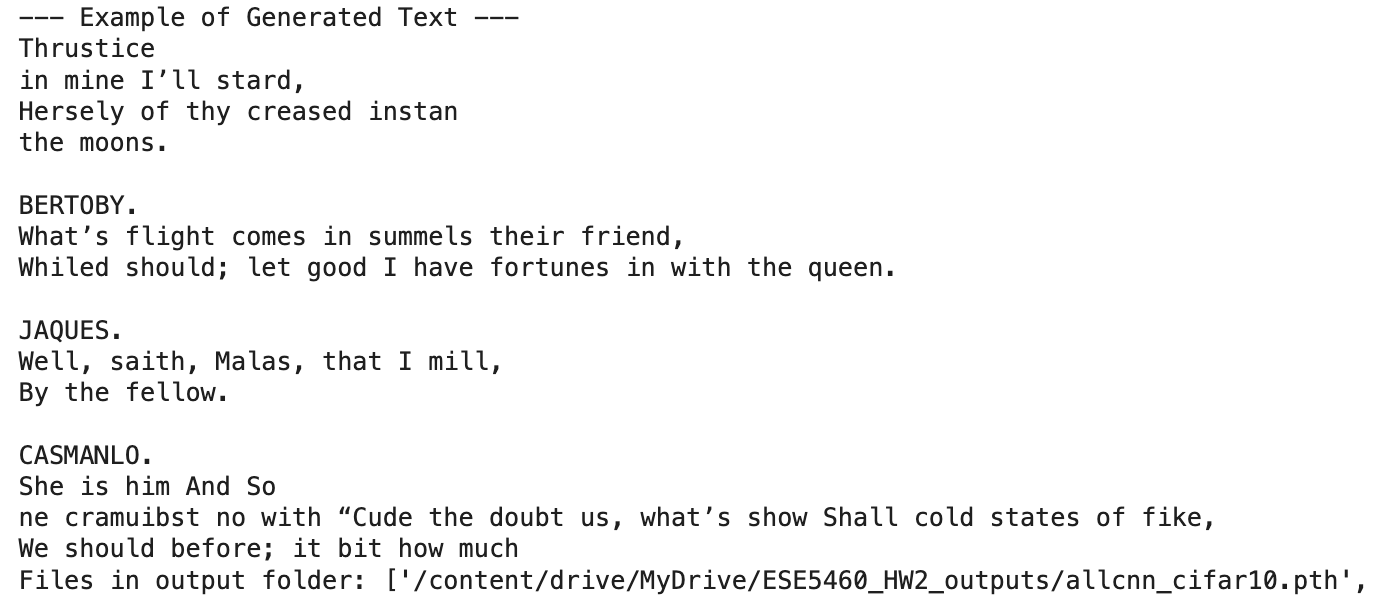 --- Example of Generated Text ---
Thrustice
in mine I’ll stard,
Hersely of thy creased instan
the moons.
BERTOBY.
What’s flight comes in summels their friend,
Whiled should; let good I have fortunes in with the queen.
JAQUES.
Well, saith, Malas, that I mill,
By the fellow.
CASMANLO.
She is him And So
ne cramuibst no with “Cude the doubt us, what’s show Shall cold states of fike,
We should before; it bit how much
Files in output folder: ['/content/drive/MyDrive/ESE5460_HW2_outputs/allcnn_cifar10.pth',